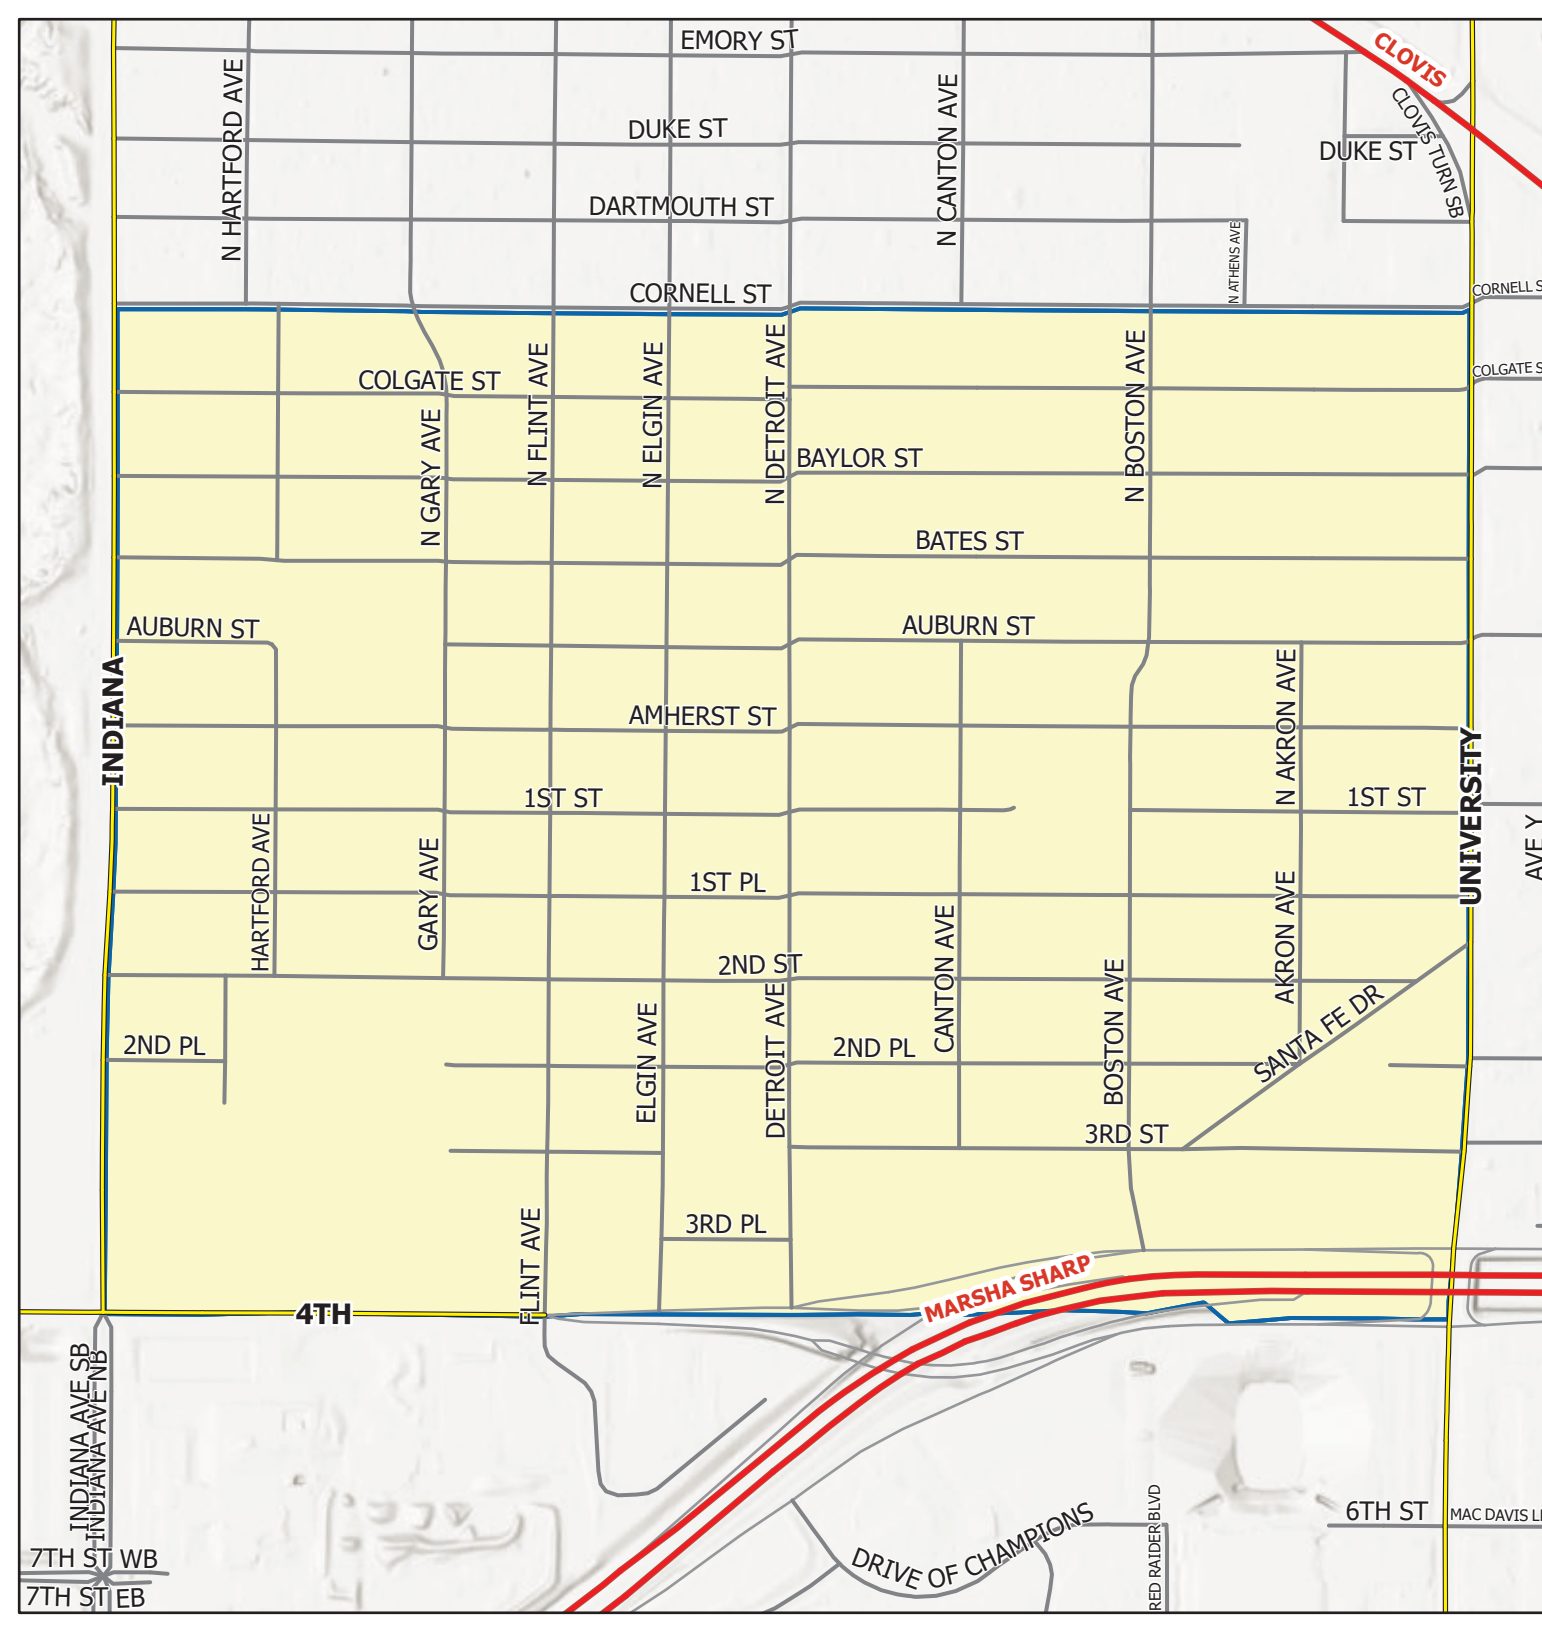 EMORY ST
CLOVIS
N HARTFORD AVE
N CANTON AVE
CLOVIS TURN SB
DUKE ST
DUKE ST
DARTMOUTH ST
N ATHENS AVE
CORNELL ST
CORNELL S
N FLINT AVE
N ELGIN AVE
N DETROIT AVE
N BOSTON AVE
COLGATE ST
COLGATE S
N GARY AVE
BAYLOR ST
BATES ST
AUBURN ST
AUBURN ST
INDIANA
N AKRON AVE
AMHERST ST
UNIVERSITY
1ST ST
1ST ST
HARTFORD AVE
GARY AVE
AVE Y
1ST PL
AKRON AVE
CANTON AVE
2ND ST
BOSTON AVE
DETROIT AVE
ELGIN AVE
SANTA FE DR
2ND PL
2ND PL
3RD ST
FLINT AVE
3RD PL
MARSHA SHARP
4TH
INDIANA AVE SB
INDIANA AVE NB
DRIVE OF CHAMPIONS
RED RAIDER BLVD
6TH ST
MAC DAVIS L
7TH ST WB
7TH ST EB